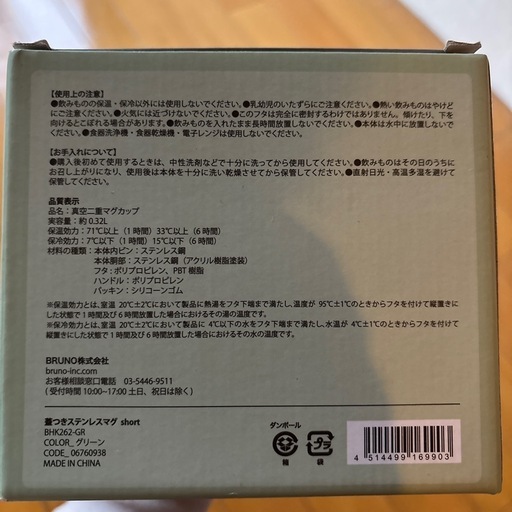 【使用上の注意】
●飲みものの保温・保冷以外には使用しないでください。●乳幼児のいたずらにご注意ください。●熱い飲みものはやけど
にご注意ください。●火気には近づけないでください。●このフタは完全に密封するわけではありません。傾けたり、下を
向けるとこぼれる場合があります。●飲みものを入れたまま長時間放置しないでください。●本体は水中に放置しないで
ください。●食器洗浄機・食器乾燥機・電子レンジは使用しないでください。
【お手入れについて】
●購入後初めて使用するときは、中性洗剤などで十分に洗ってから使用してください。●飲みものはその日のうちに
お召し上がりになり、使用後は本体を十分に洗い乾燥させてから保管してください。●直射日光・高温多湿を避けて
保管してください。
品質表示
品名：真空二重マグカップ
実容量：約 0.32L
保温効力：71℃以上（1 時間）33℃以上（6 時間）
保冷効力：7℃以下（1 時間）15℃以下（6 時間）
材料の種類：本体内ビン：ステンレス鋼
本体胴部：ステンレス鋼（アクリル樹脂塗装）
フタ：ポリプロピレン、PBT 樹脂
ハンドル：ポリプロピレン
パッキン：シリコーンゴム
※保温効力とは、室温 20℃±2℃において製品に熱湯をフタ下端まで満たし、湯温が 95℃±1℃のときからフタを付けて縦置きに
した状態で 1 時間及び 6 時間放置した場合におけるその湯の温度です。
※保冷効力とは、室温 20℃±2℃において製品に 4℃以下の水をフタ下端まで満たし、水温が 4℃±1℃のときからフタを付けて
縦置きにした状態で 1 時間及び 6 時間放置した場合におけるその水の温度です。
BRUNO株式会社
bruno-inc.com
お客様相談窓口電話　03-5446-9511
（ 受付時間 10:00~17:00 土日、祝日は除く）
蓋つきステンレスマグ short
BHK262-GR
COLOR_ グリーン
CODE_ 06760938
MADE IN CHINA
ダンボール
箱
プラ
袋
4 514499 169903